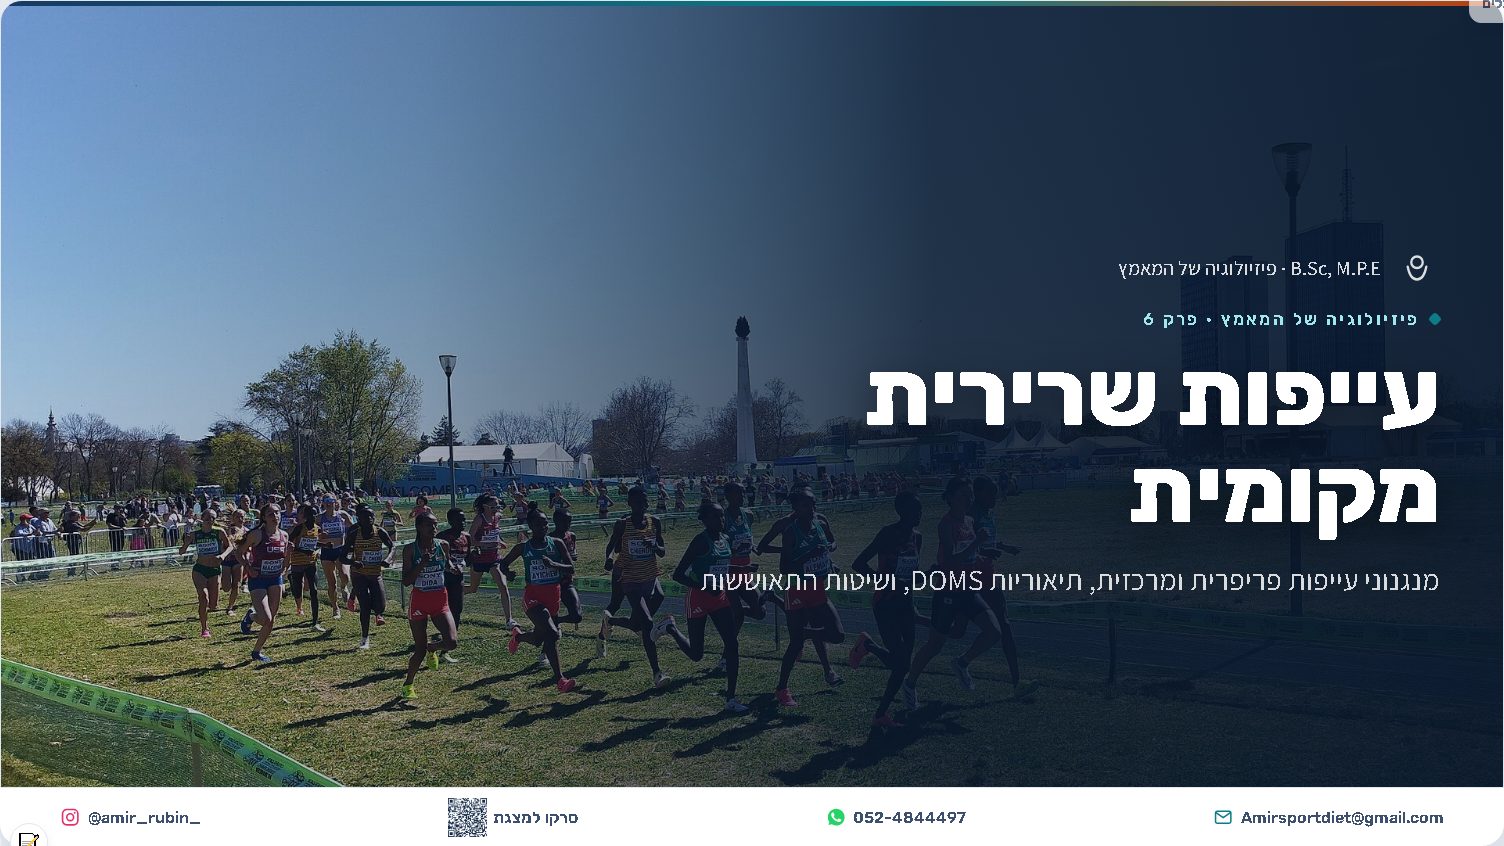 B.Sc, M.P.E · פיזיולוגיה של המאמץ
פיזיולוגיה של המאמץ • פרק 6
עייפות שרירית
מקומית
מנגנוני עייפות פריפרית ומרכזית, תיאוריות DOMS, ושיטות התאוששות
Amirsportdiet@gmail.com
052-4844497
סרקו למצגת
@amir_rubin_